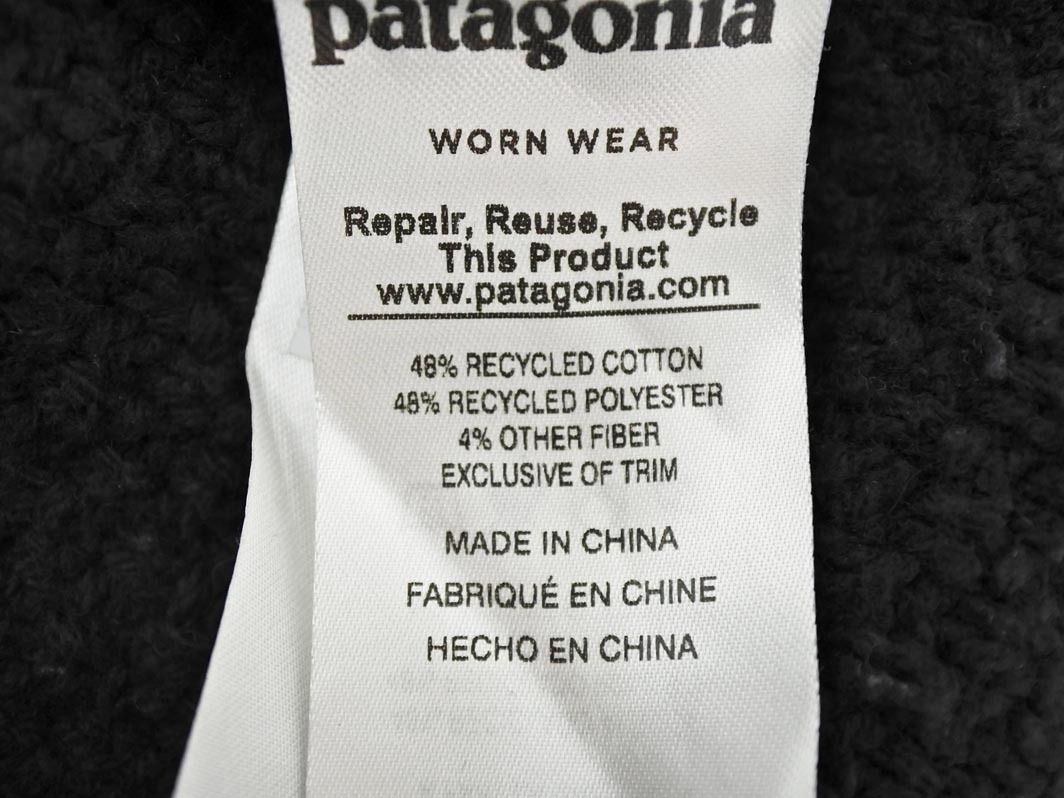 patagonia
WORN WEAR
Repair, Reuse, Recycle
This Product
www.patagonia.com
48% RECYCLED COTTON
48% RECYCLED POLYESTER
4% OTHER FIBER
EXCLUSIVE OF TRIM
MADE IN CHINA
FABRIQUÉ EN CHINE
HECHO EN CHINA